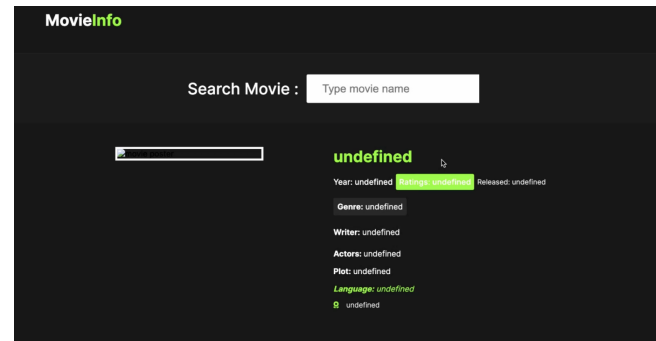 MovieInfo
Search Movie :
Type movie name
undefined
Year: undefined Ratings: undefined Released: undefined
Genre: undefined
Writer: undefined
Actors: undefined
Plot: undefined
Language: undefined
undefined